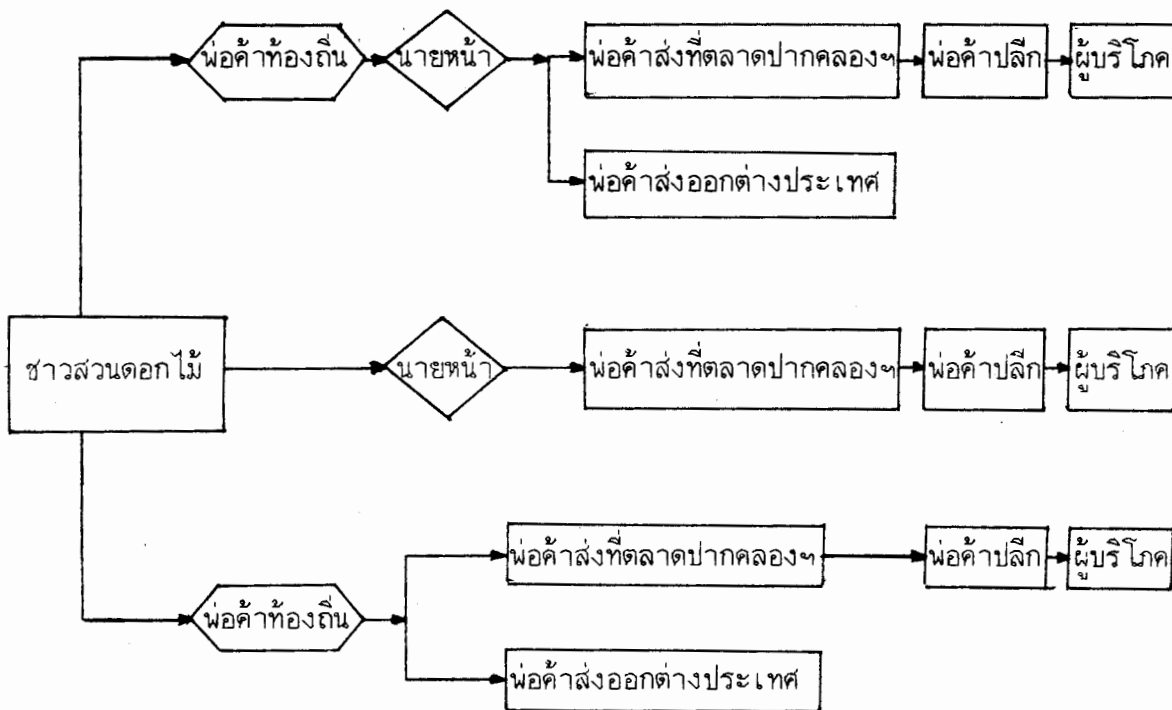 พ่อค้าท้องถิ่น นายหน้า พ่อค้าส่งที่ตลาดปากคลองฯ พ่อค้าปลีก ผู้บริโภค
พ่อค้าส่งออกต่างประเทศ
ชาวสวนดอกไม้ นายหน้า พ่อค้าส่งที่ตลาดปากคลองฯ พ่อค้าปลีก ผู้บริโภค
พ่อค้าส่งที่ตลาดปากคลองฯ พ่อค้าปลีก ผู้บริโภค
พ่อค้าท้องถิ่น
พ่อค้าส่งออกต่างประเทศ